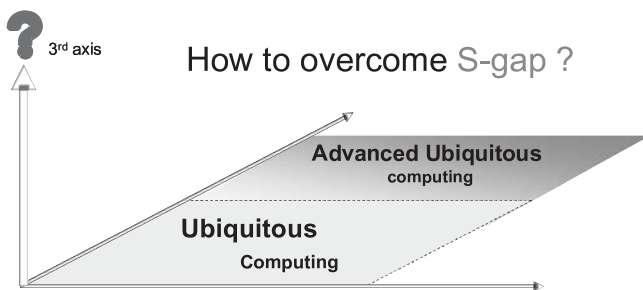 ?
3rd axis
How to overcome S-gap ?
Advanced Ubiquitous
computing
Ubiquitous
Computing